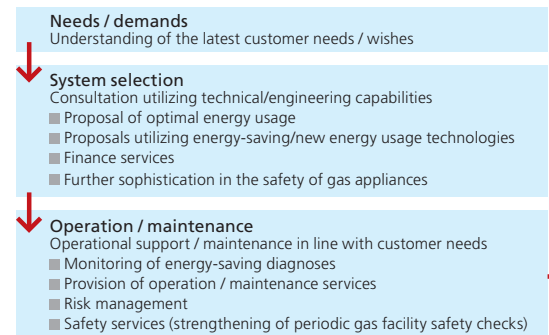 Needs / demands
Understanding of the latest customer needs / wishes
System selection
Consultation utilizing technical/engineering capabilities
Proposal of optimal energy usage
Proposals utilizing energy-saving/new energy usage technologies
Finance services
Further sophistication in the safety of gas appliances
Operation / maintenance
Operational support / maintenance in line with customer needs
Monitoring of energy-saving diagnoses
Provision of operation / maintenance services
Risk management
Safety services (strengthening of periodic gas facility safety checks)